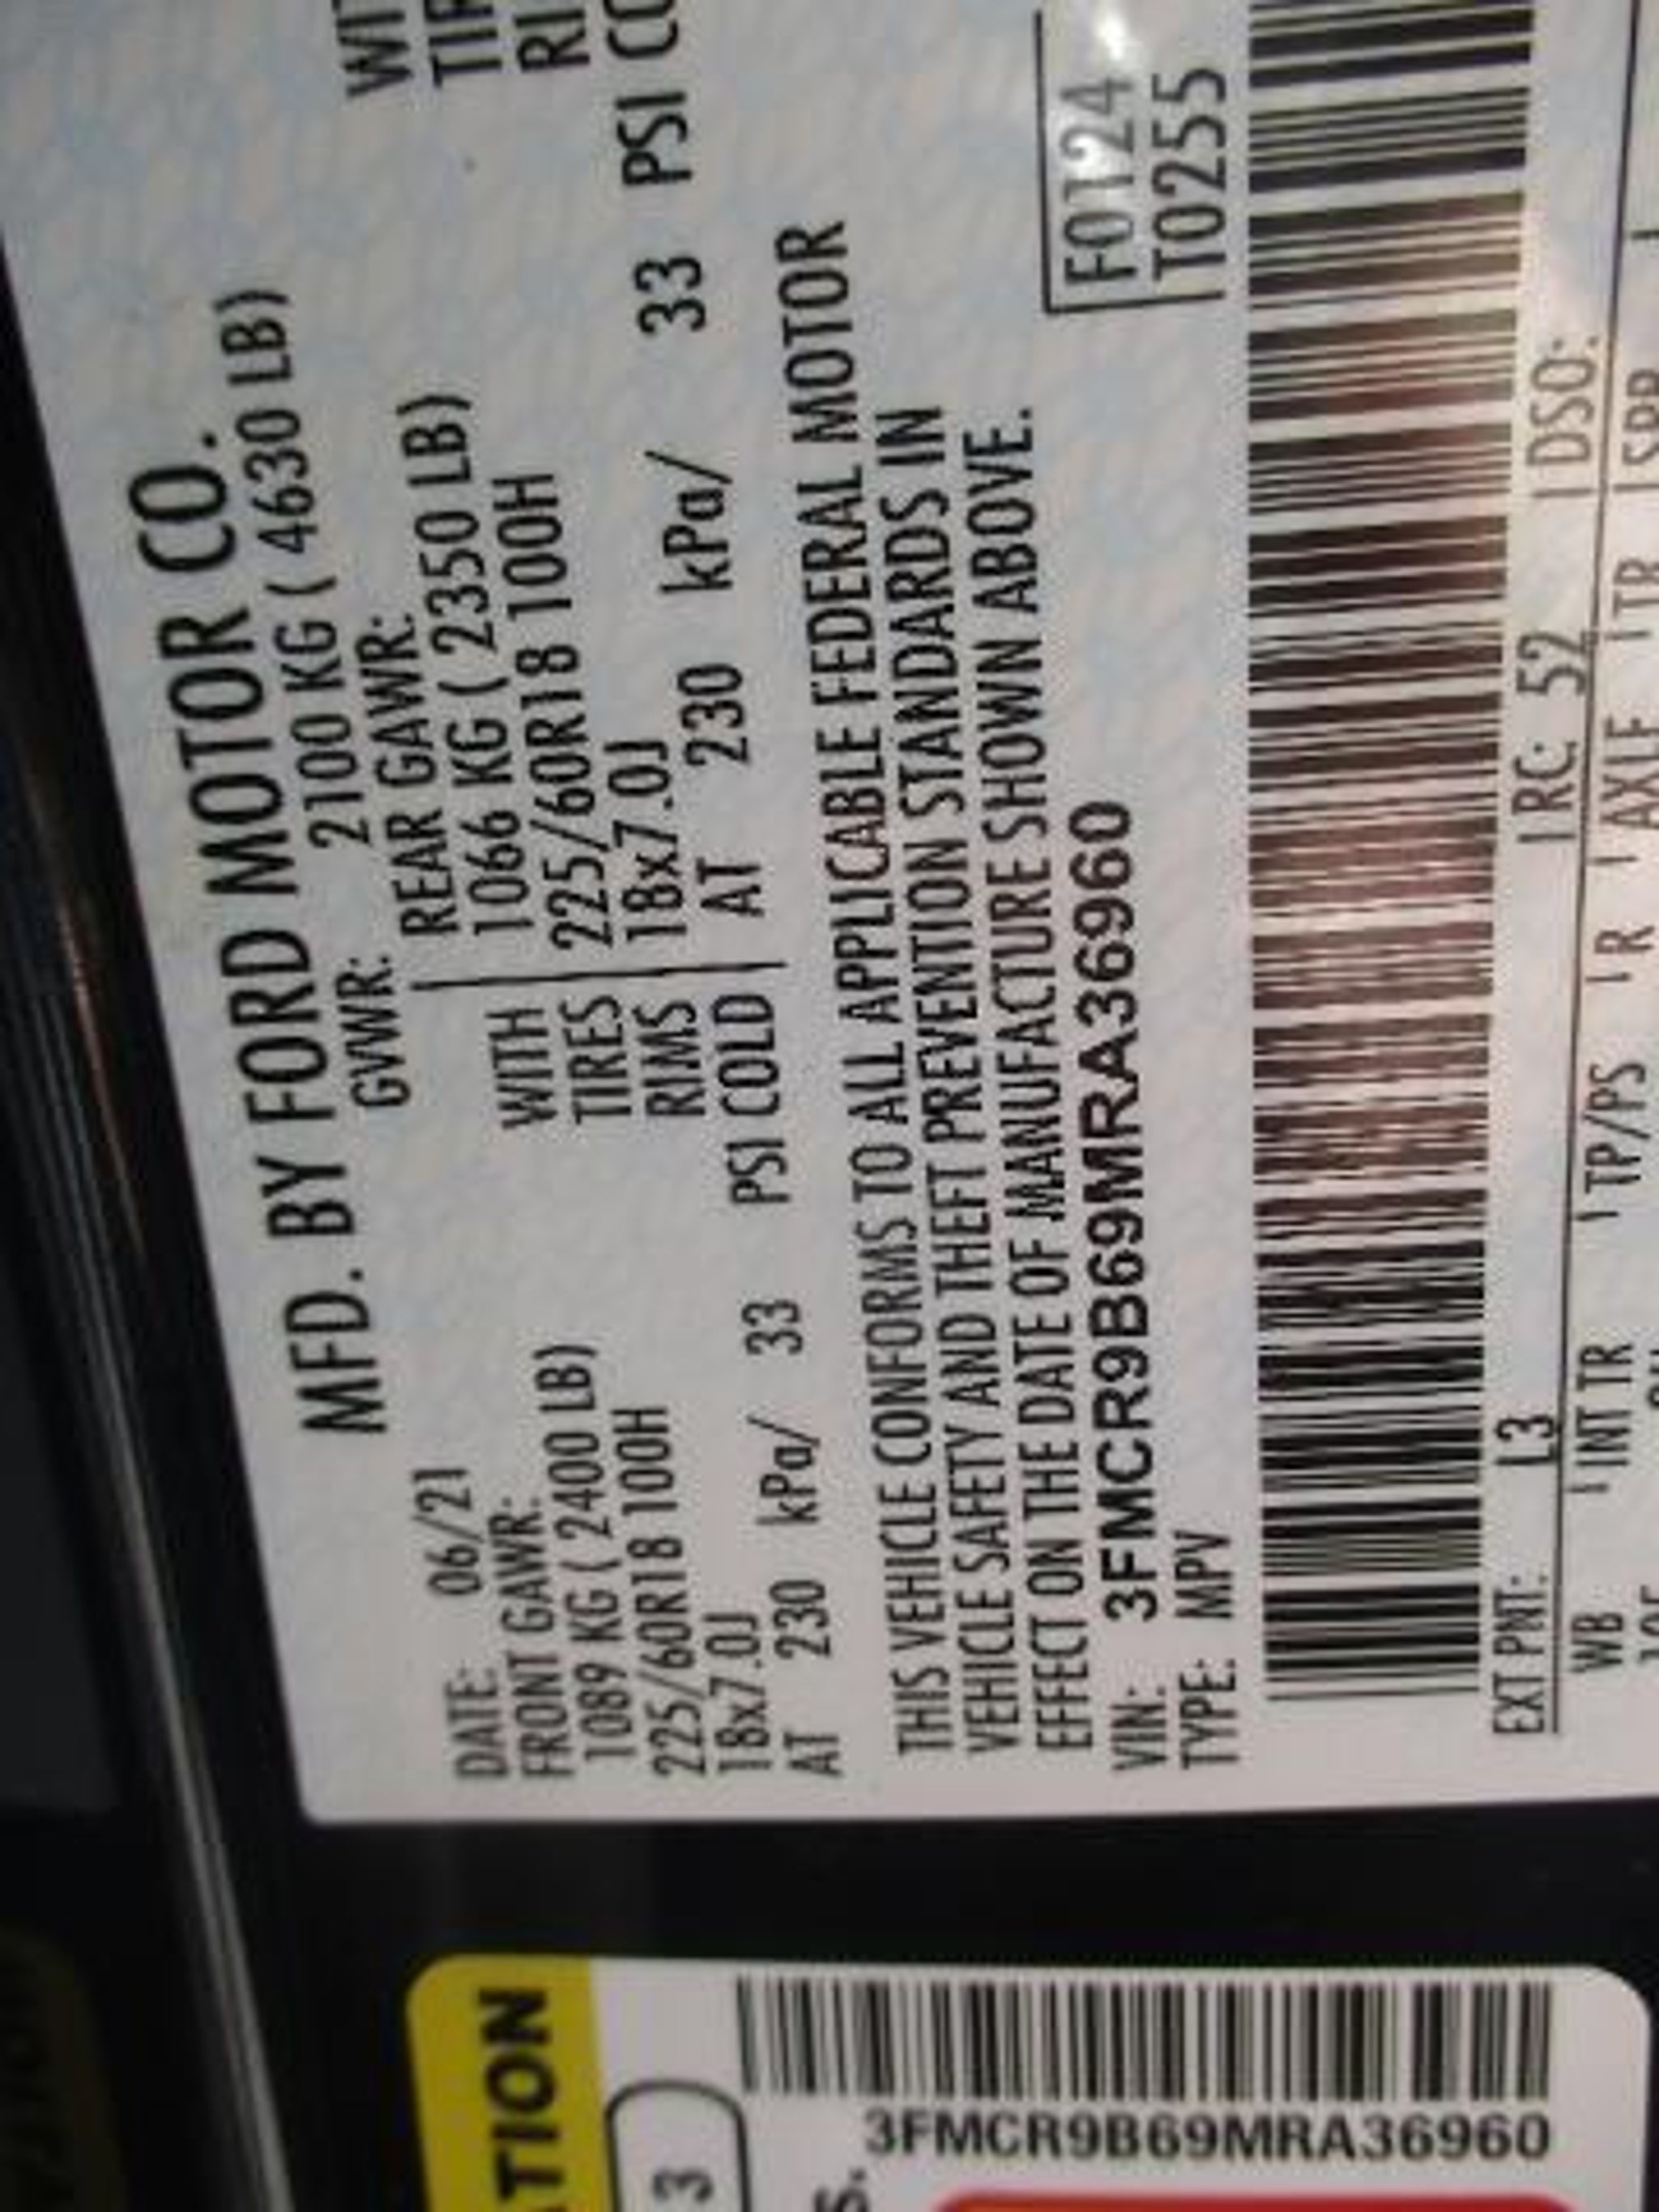 MFD. BY FORD MOTOR CO.
DATE: 06/21 GVWR: 2100 KG ( 4630 LB)
FRONT GAWR: REAR GAWR:
1089 KG ( 2400 LB) WITH 1066 KG ( 2350 LB)
225/60R18 100H TIRES 225/60R18 100H
18x7.0J RIMS 18x7.0J
AT 230 kPa/ 33 PSI COLD AT 230 kPa/ 33 PSI
THIS VEHICLE CONFORMS TO ALL APPLICABLE FEDERAL MOTOR
VEHICLE SAFETY AND THEFT PREVENTION STANDARDS IN
EFFECT ON THE DATE OF MANUFACTURE SHOWN ABOVE.
VIN: 3FMCR9B69MRA36960
TYPE: MPV
F0124
T0255
EXT PNT: L3 RC: 52 DSO:
WB INT TR TP/PS R AXLE TR SPR
3
3FMCR9B69MRA36960